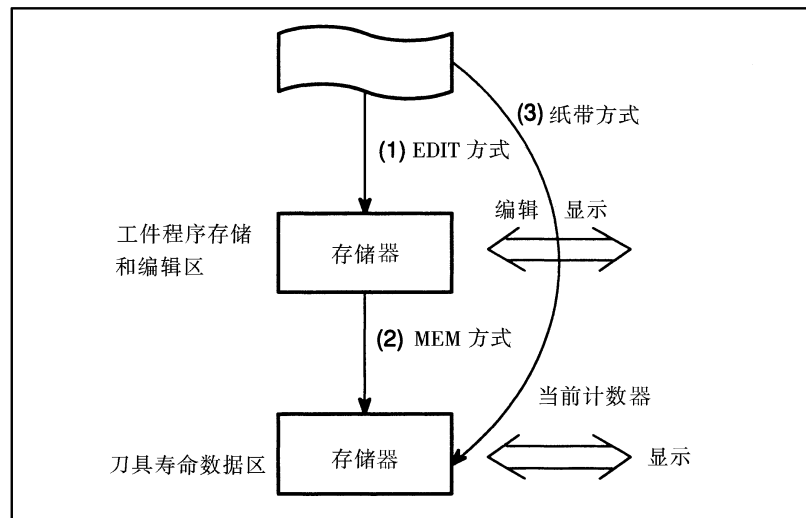 (3) 纸带方式
(1) EDIT 方式
编辑 显示
工件程序存储
和编辑区
存储器
(2) MEM 方式
当前计数器
刀具寿命数据区
存储器
显示